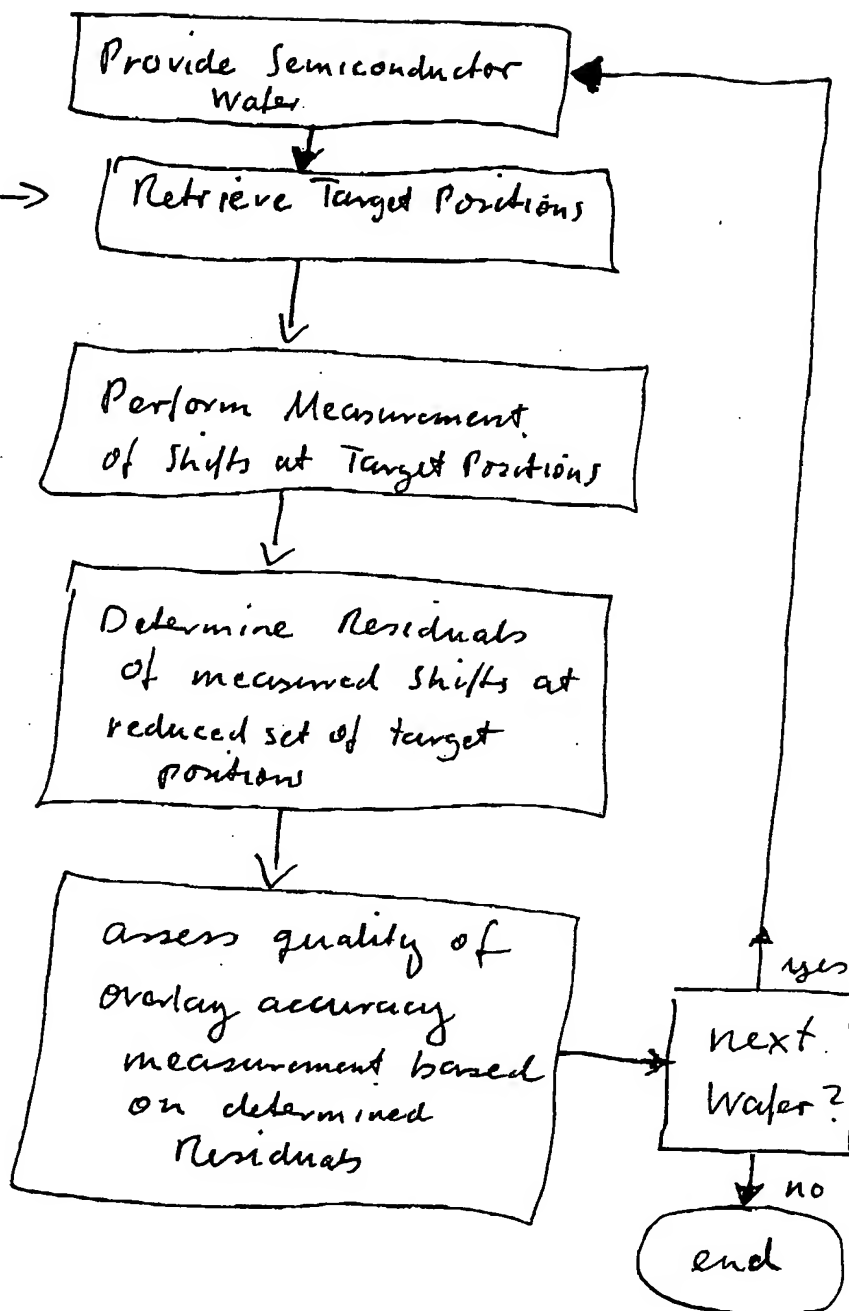 Provide Semiconductor
Wafer
Retrieve Target Positions
Perform Measurement
of Shifts at Target Positions
Determine Residuals
of measured Shifts at
reduced set of target
positions
assess quality of
overlay accuracy
measurement based
on determined
Residuals
yes
next
Wafer?
no
end